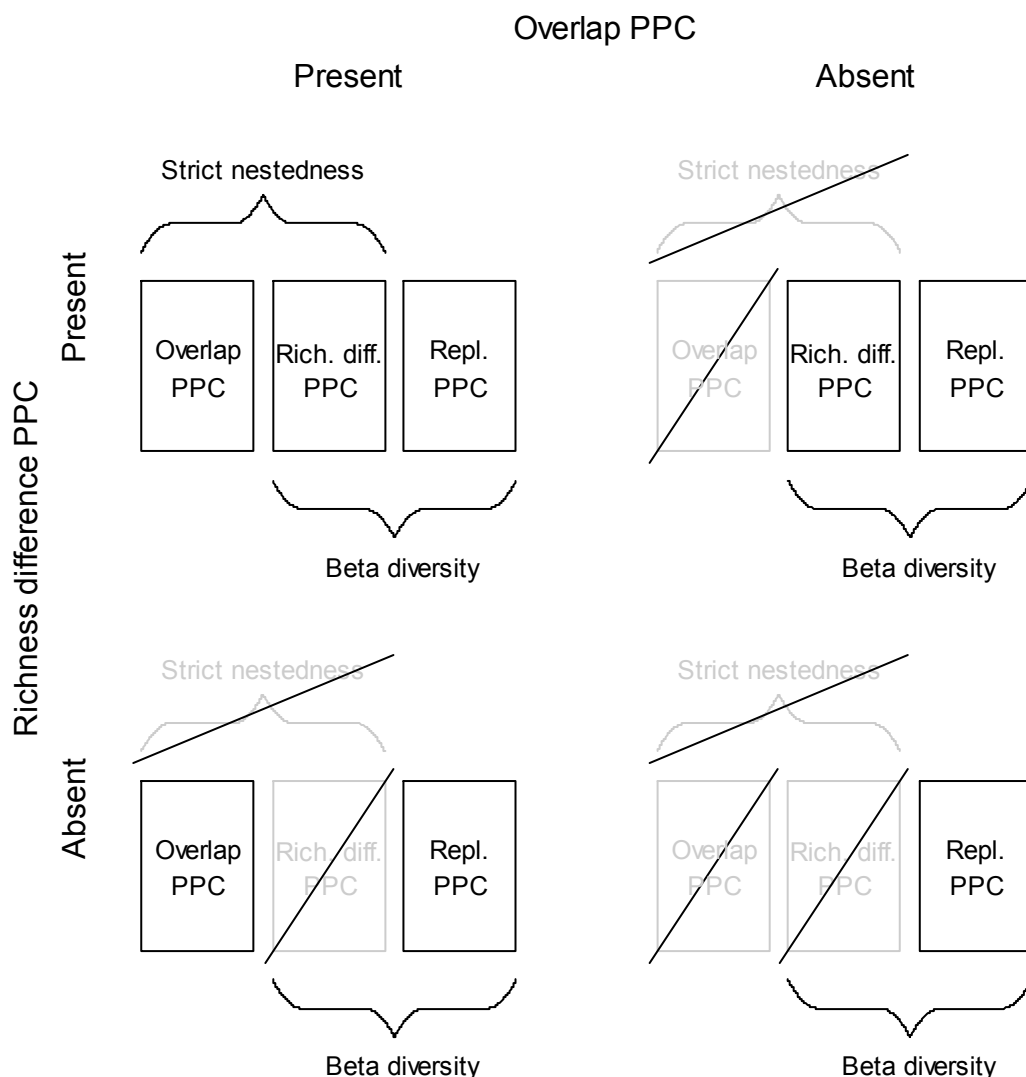 Overlap PPC
Present
Absent
Richness difference PPC
Present
Strict nestedness
Overlap
PPC
Rich. diff.
PPC
Repl.
PPC
Beta diversity
Strict nestedness
Overlap
PPC
Rich. diff.
PPC
Repl.
PPC
Beta diversity
Absent
Strict nestedness
Overlap
PPC
Rich. diff.
PPC
Repl.
PPC
Beta diversity
Strict nestedness
Overlap
PPC
Rich. diff.
PPC
Repl.
PPC
Beta diversity